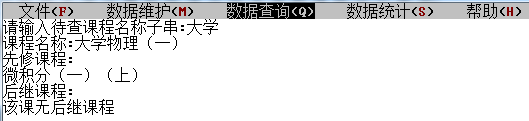 文件(F) 数据维护(M) 数据查询(Q) 数据统计(S) 帮助(H)
请输入待查课程名称子串:大学
课程名称:大学物理（一）
先修课程:
微积分（一）（上）
后继课程:
该课无后继课程